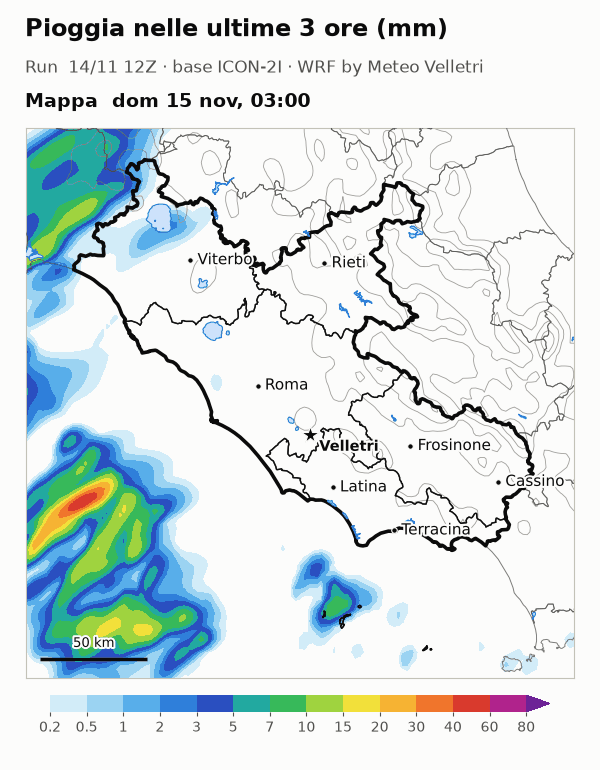 Pioggia nelle ultime 3 ore (mm)
Run  14/11 12Z · base ICON-2I · WRF by Meteo Velletri
Mappa  dom 15 nov, 03:00
Viterbo
Rieti
Roma
Velletri
Frosinone
Latina
Cassino
Terracina
50 km
0.2 0.5 1 2 3 5 7 10 15 20 30 40 60 80